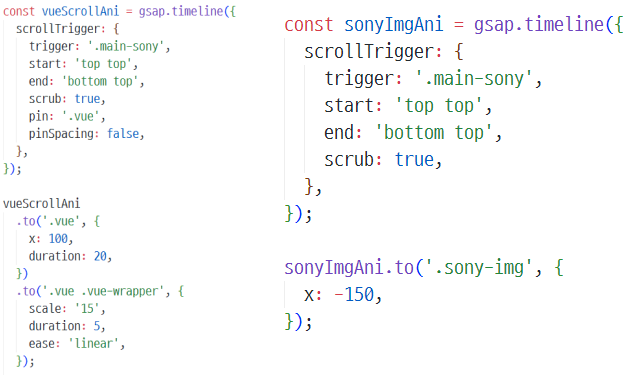 const vueScrollAni = gsap.timeline({
  scrollTrigger: {
    trigger: '.main-sony',
    start: 'top top',
    end: 'bottom top',
    scrub: true,
    pin: '.vue',
    pinSpacing: false,
  },
});

vueScrollAni
  .to('.vue', {
    x: 100,
    duration: 20,
  })
  .to('.vue .vue-wrapper', {
    scale: '15',
    duration: 5,
    ease: 'linear',
  });

const sonyImgAni = gsap.timeline({
  scrollTrigger: {
    trigger: '.main-sony',
    start: 'top top',
    end: 'bottom top',
    scrub: true,
  },
});

sonyImgAni.to('.sony-img', {
  x: -150,
});